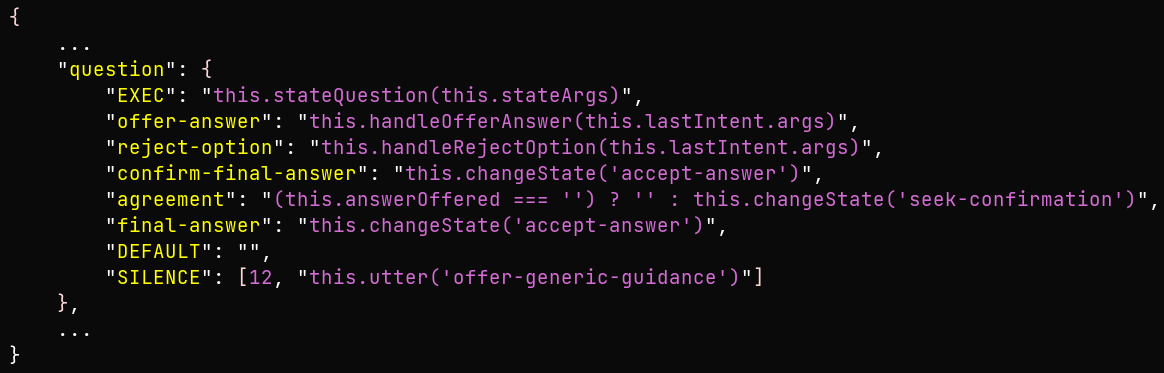 {
    ...
    "question": {
        "EXEC": "this.stateQuestion(this.stateArgs)",
        "offer-answer": "this.handleOfferAnswer(this.lastIntent.args)",
        "reject-option": "this.handleRejectOption(this.lastIntent.args)",
        "confirm-final-answer": "this.changeState('accept-answer')",
        "agreement": "(this.answerOffered === '') ? '' : this.changeState('seek-confirmation')",
        "final-answer": "this.changeState('accept-answer')",
        "DEFAULT": "",
        "SILENCE": [12, "this.utter('offer-generic-guidance')"]
    },
    ...
}